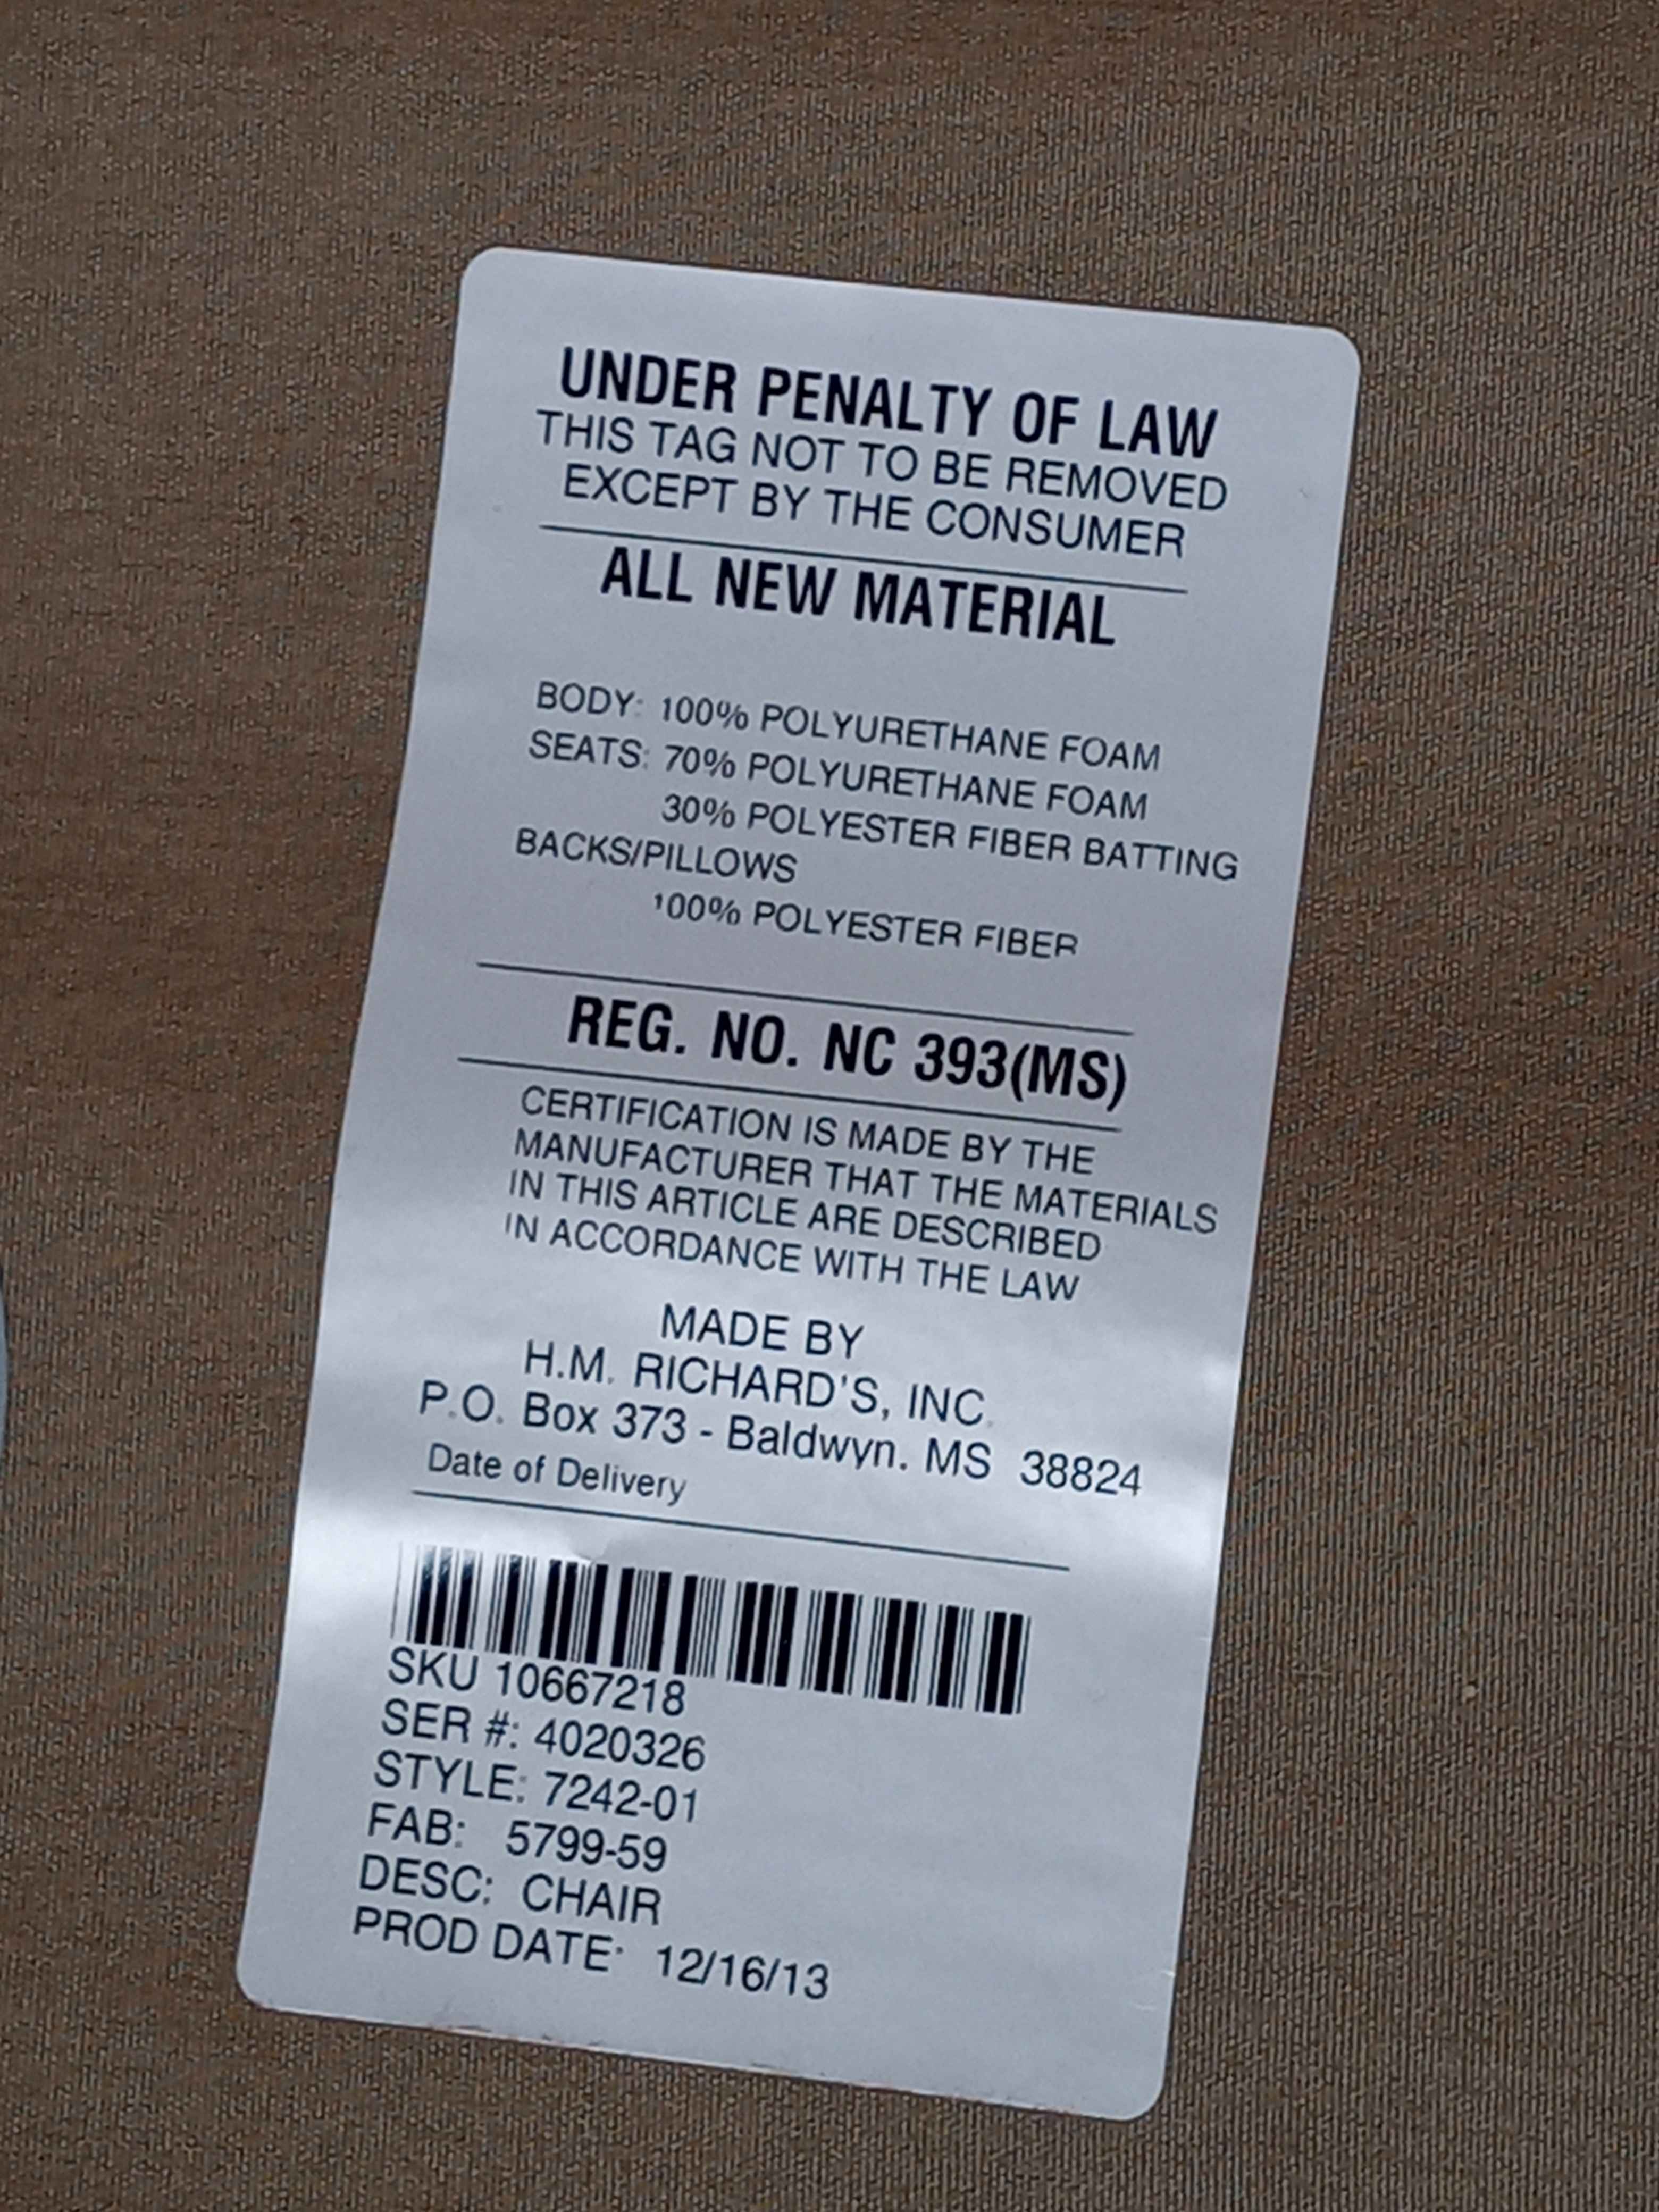 UNDER PENALTY OF LAW
THIS TAG NOT TO BE REMOVED
EXCEPT BY THE CONSUMER
ALL NEW MATERIAL
BODY: 100% POLYURETHANE FOAM
SEATS: 70% POLYURETHANE FOAM
30% POLYESTER FIBER BATTING
BACKS/PILLOWS
100% POLYESTER FIBER
REG. NO. NC 393(MS)
CERTIFICATION IS MADE BY THE
MANUFACTURER THAT THE MATERIALS
IN THIS ARTICLE ARE DESCRIBED
IN ACCORDANCE WITH THE LAW
MADE BY
H.M. RICHARD'S, INC.
P.O. Box 373 - Baldwyn. MS 38824
Date of Delivery
SKU 10667218
SER #: 4020326
STYLE: 7242-01
FAB: 5799-59
DESC: CHAIR
PROD DATE: 12/16/13